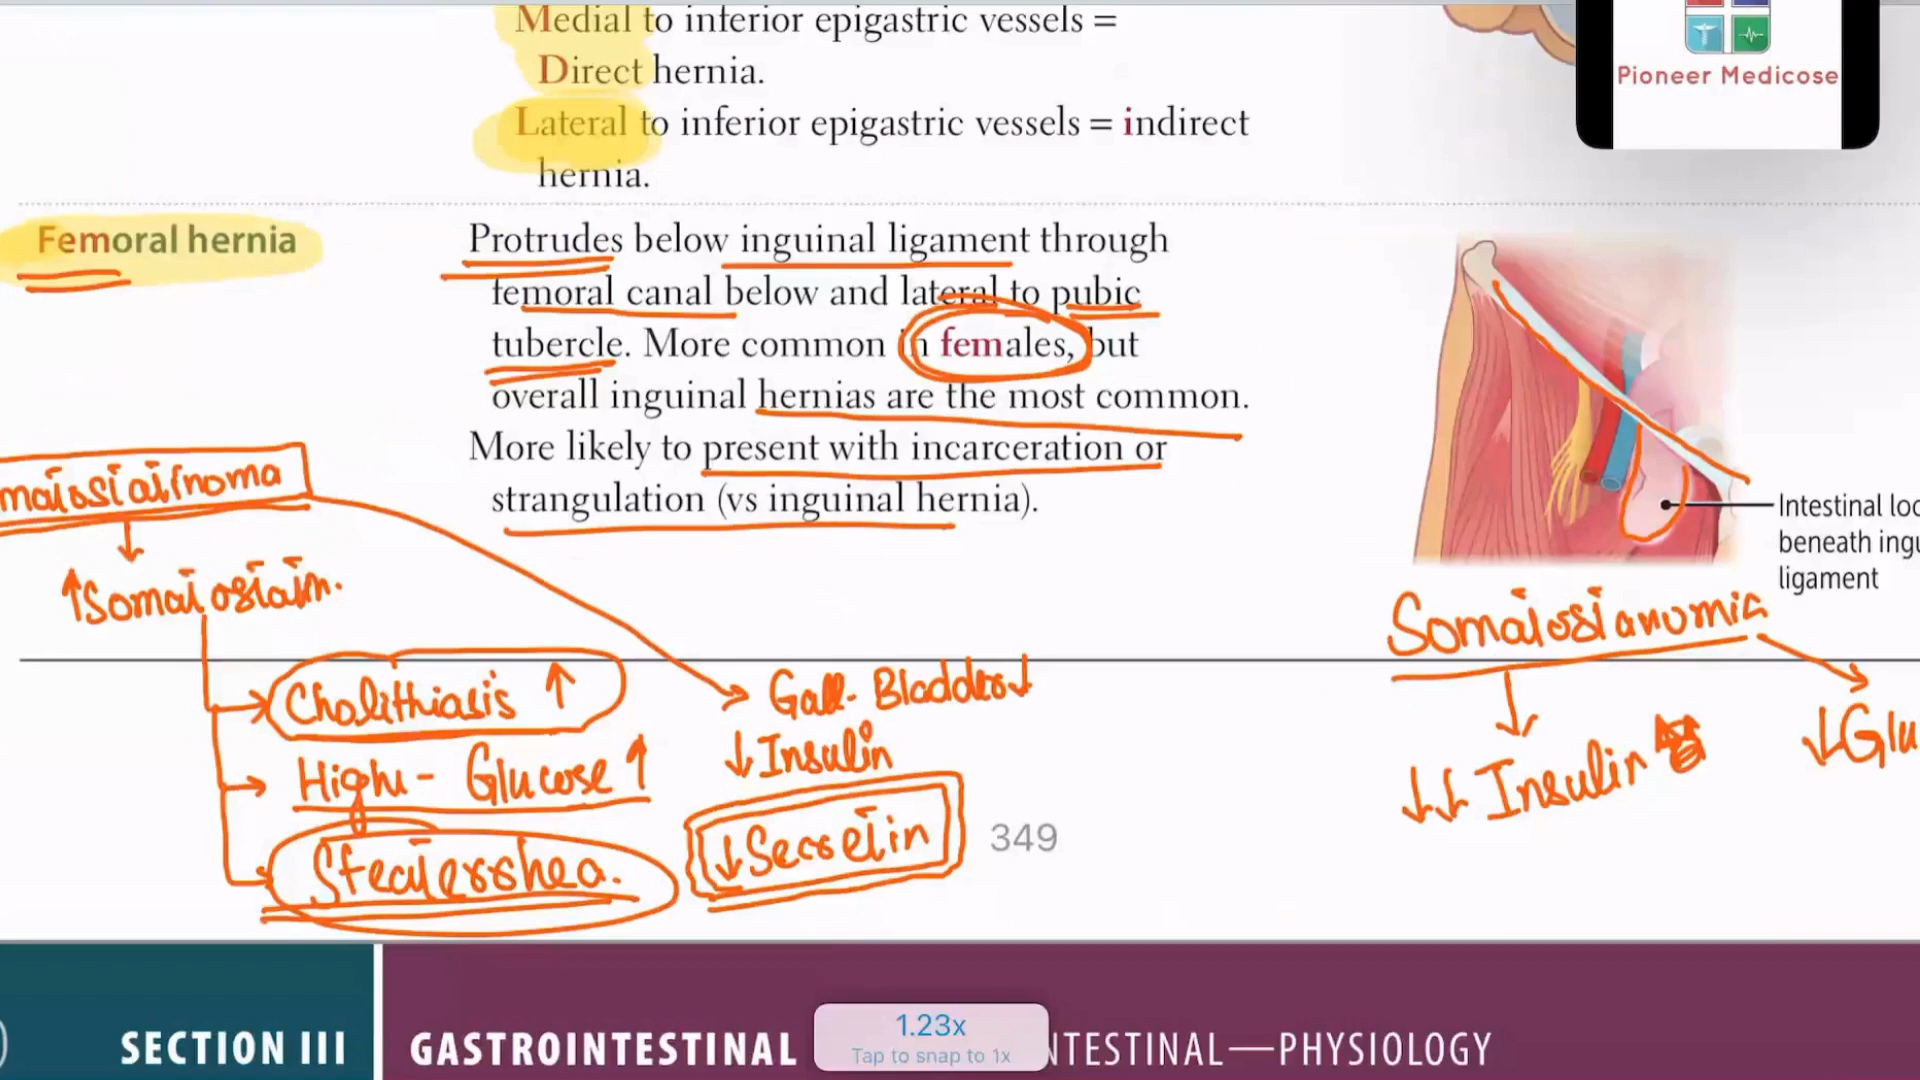 Medial to inferior epigastric vessels =
Direct hernia.
Lateral to inferior epigastric vessels = indirect
hernia.
Pioneer Medicose
Femoral hernia
Protrudes below inguinal ligament through
femoral canal below and lateral to pubic
tubercle. More common in females, but
overall inguinal hernias are the most common.
More likely to present with incarceration or
strangulation (vs inguinal hernia).
Intestinal loo
beneath ingu
ligament
↑Somatostatin.
Cholithiasis ↑
High - Glucose ↑
Steaterrhea.
Gall-Bladder↓
↓Insulin
↓Secretin
Somatostanomia
↓↓ Insulin
↓Glu
349
SECTION III
GASTROINTESTINAL
NTESTINAL—PHYSIOLOGY
1.23x
Tap to snap to 1x